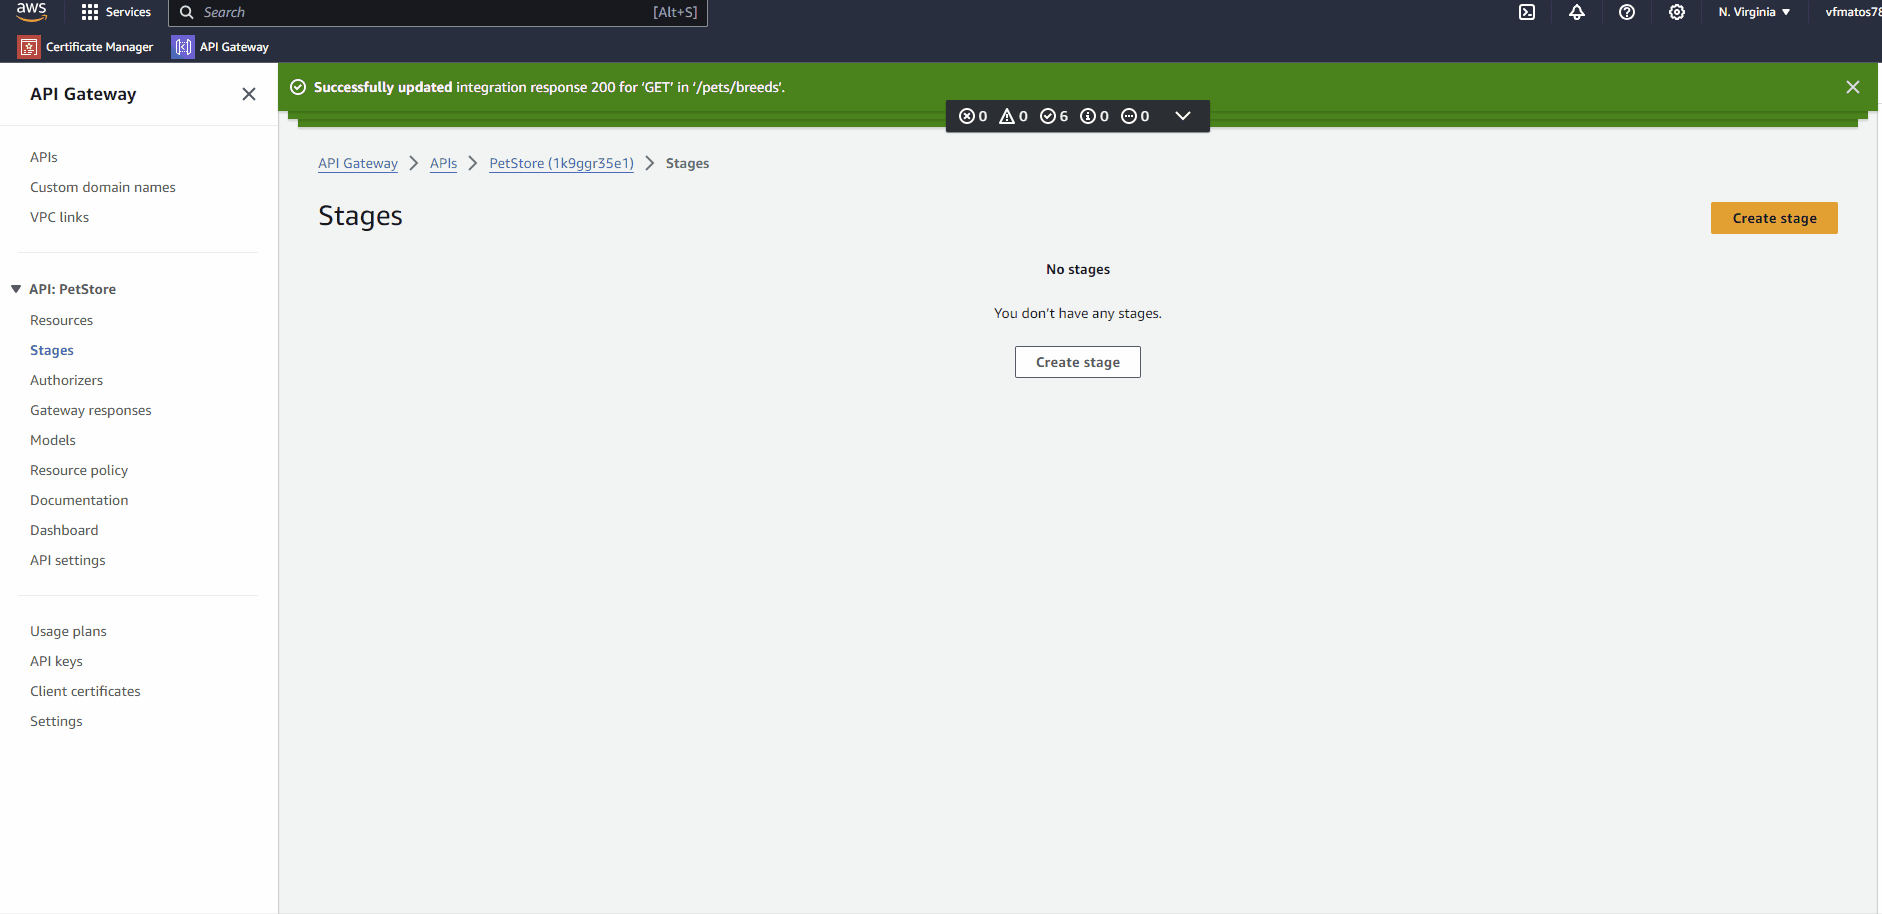 aws
Services
Search
[Alt+S]
N. Virginia
vfmatos78
Certificate Manager
API Gateway
API Gateway
Successfully updated integration response 200 for 'GET' in '/pets/breeds'.
0 0 6 0 0
API Gateway
APIs
PetStore (1k9ggr35e1)
Stages
APIs
Custom domain names
VPC links
Stages
Create stage
No stages
You don't have any stages.
Create stage
API: PetStore
Resources
Stages
Authorizers
Gateway responses
Models
Resource policy
Documentation
Dashboard
API settings
Usage plans
API keys
Client certificates
Settings